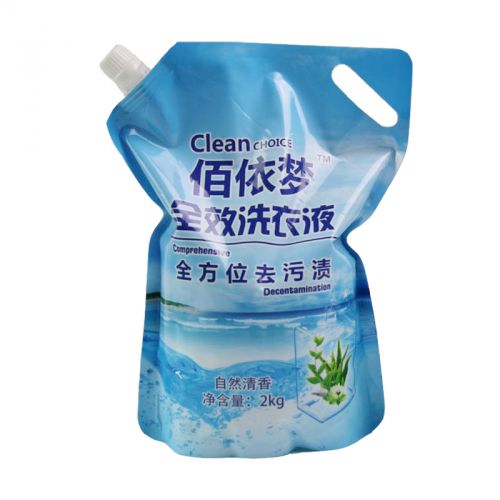 Clean CHOICE
佰依梦™
全效洗衣液
Comprehensive
全方位去污渍
Decontamination
自然清香
净含量：2kg